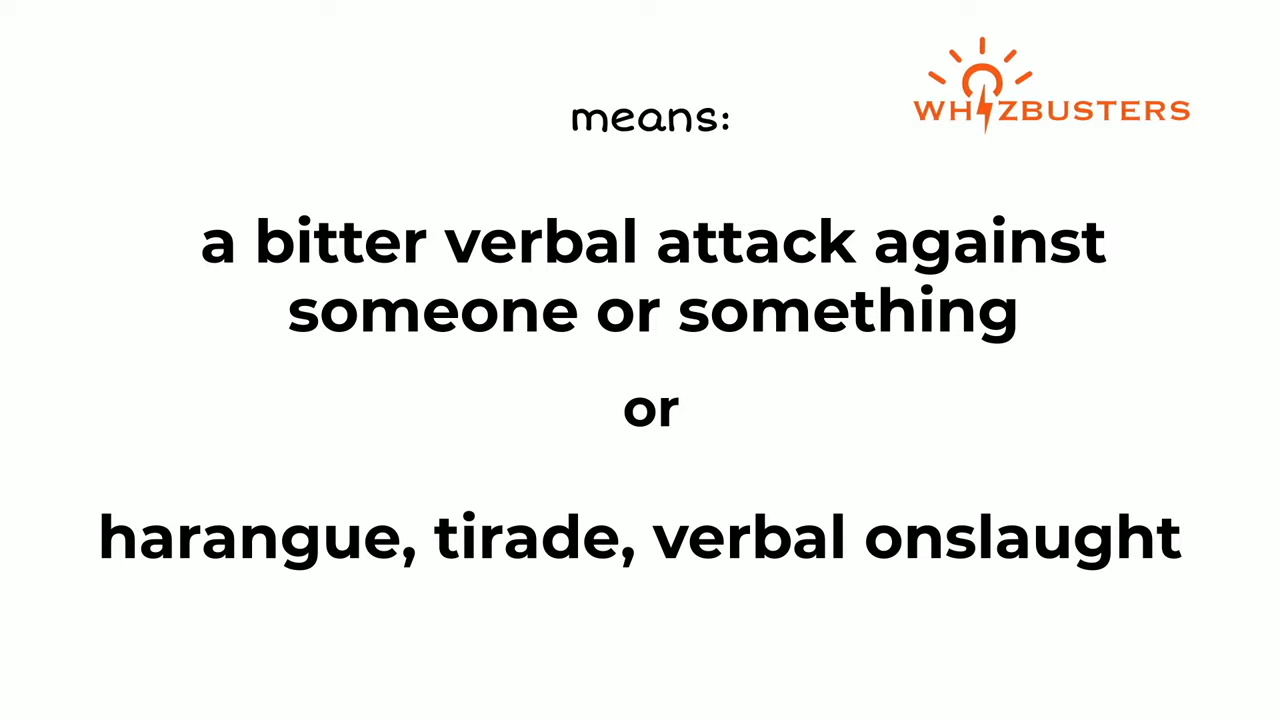 WHIZBUSTERS
means:
a bitter verbal attack against
someone or something
or
harangue, tirade, verbal onslaught